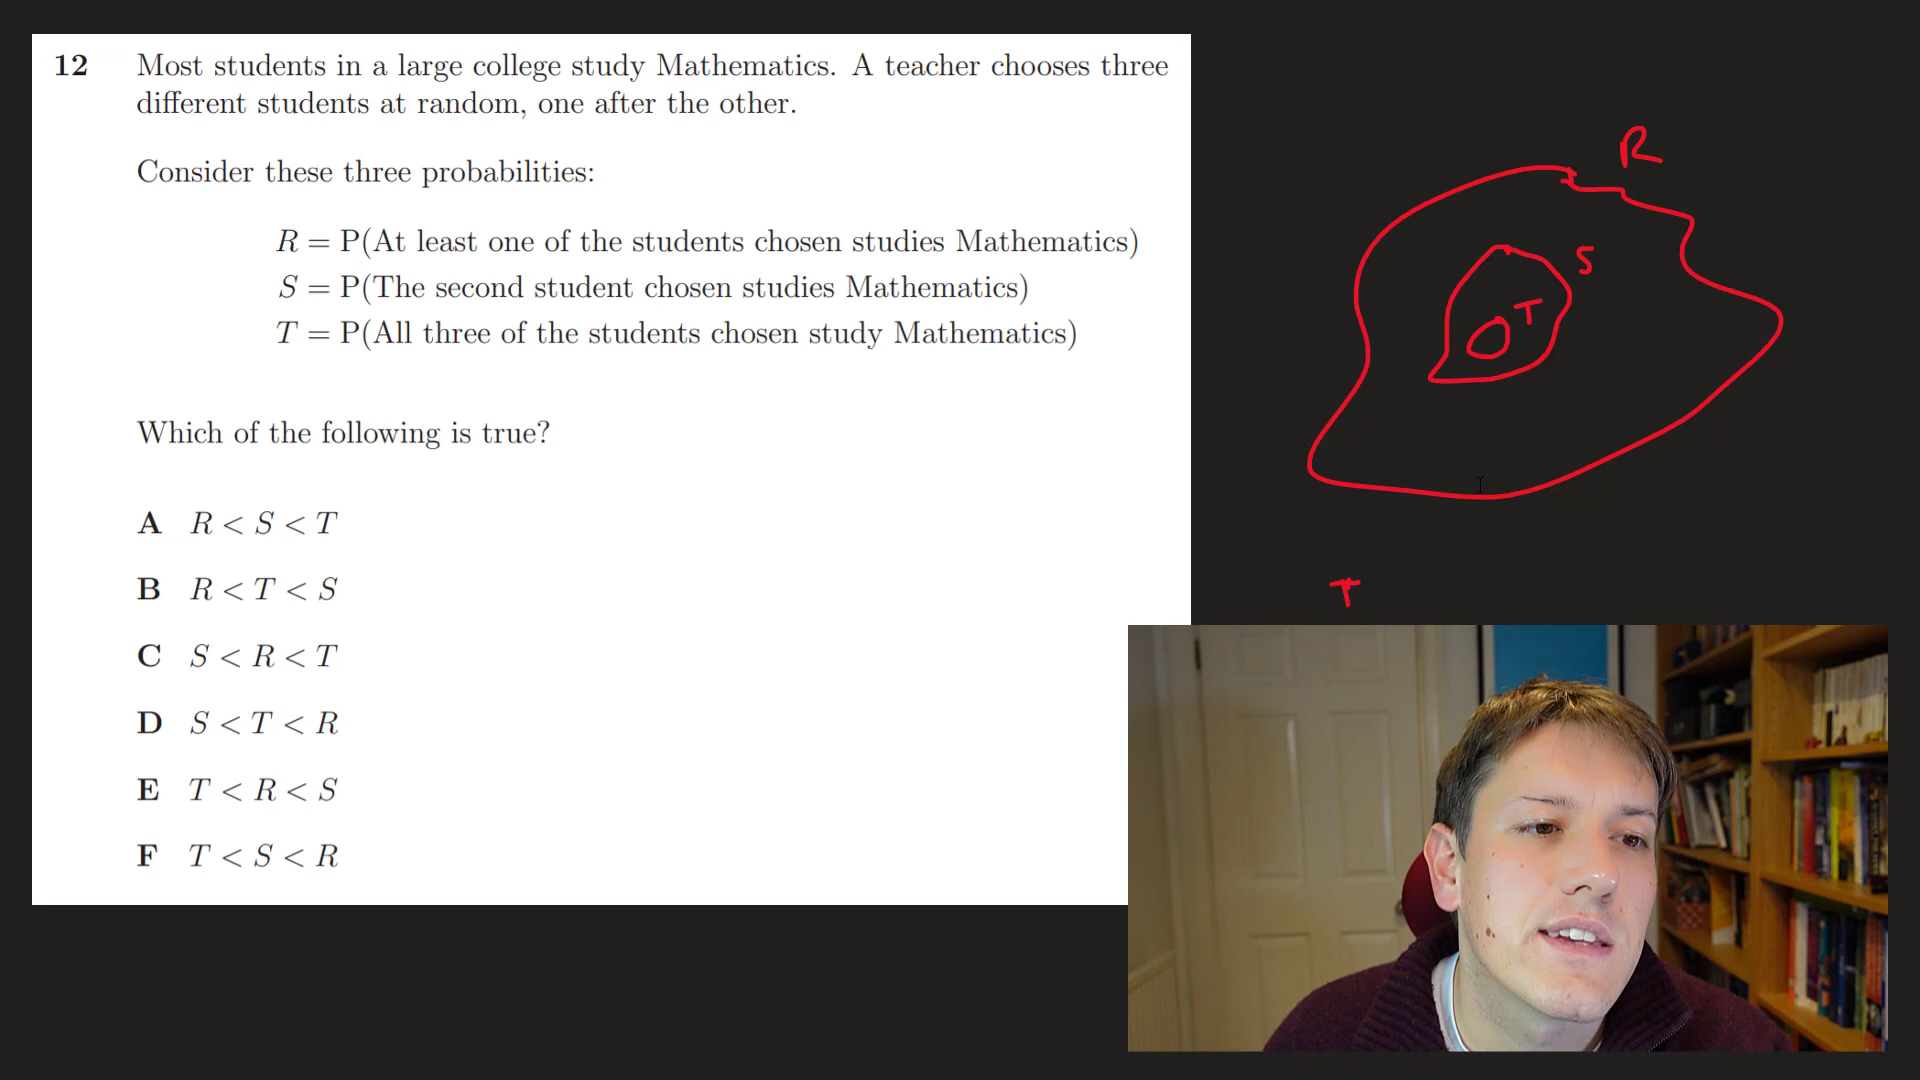 12 Most students in a large college study Mathematics. A teacher chooses three
different students at random, one after the other.
Consider these three probabilities:
R = P(At least one of the students chosen studies Mathematics)
S = P(The second student chosen studies Mathematics)
T = P(All three of the students chosen study Mathematics)
Which of the following is true?
A R < S < T
B R < T < S
C S < R < T
D S < T < R
E T < R < S
F T < S < R
R
S
T
T